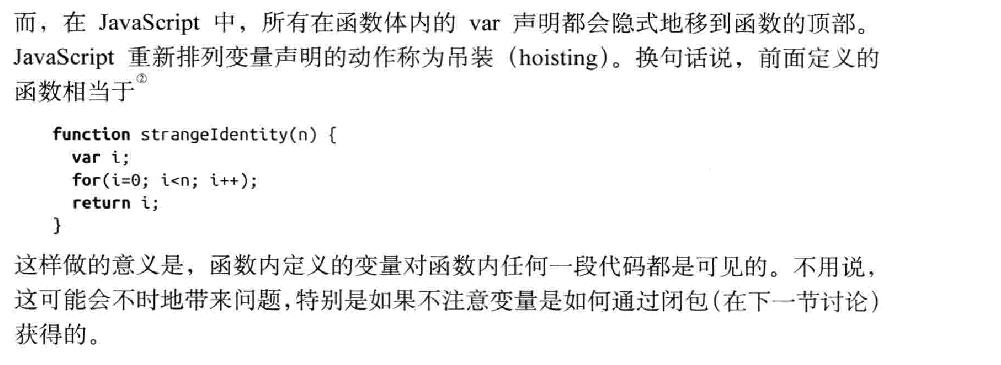 而，在 JavaScript 中，所有在函数体内的 var 声明都会隐式地移到函数的顶部。
JavaScript 重新排列变量声明的动作称为吊装（hoisting）。换句话说，前面定义的
函数相当于②
function strangeIdentity(n) {
  var i;
  for(i=0; i<n; i++);
  return i;
}
这样做的意义是，函数内定义的变量对函数内任何一段代码都是可见的。不用说，
这可能会不时地带来问题，特别是如果不注意变量是如何通过闭包（在下一节讨论）
获得的。